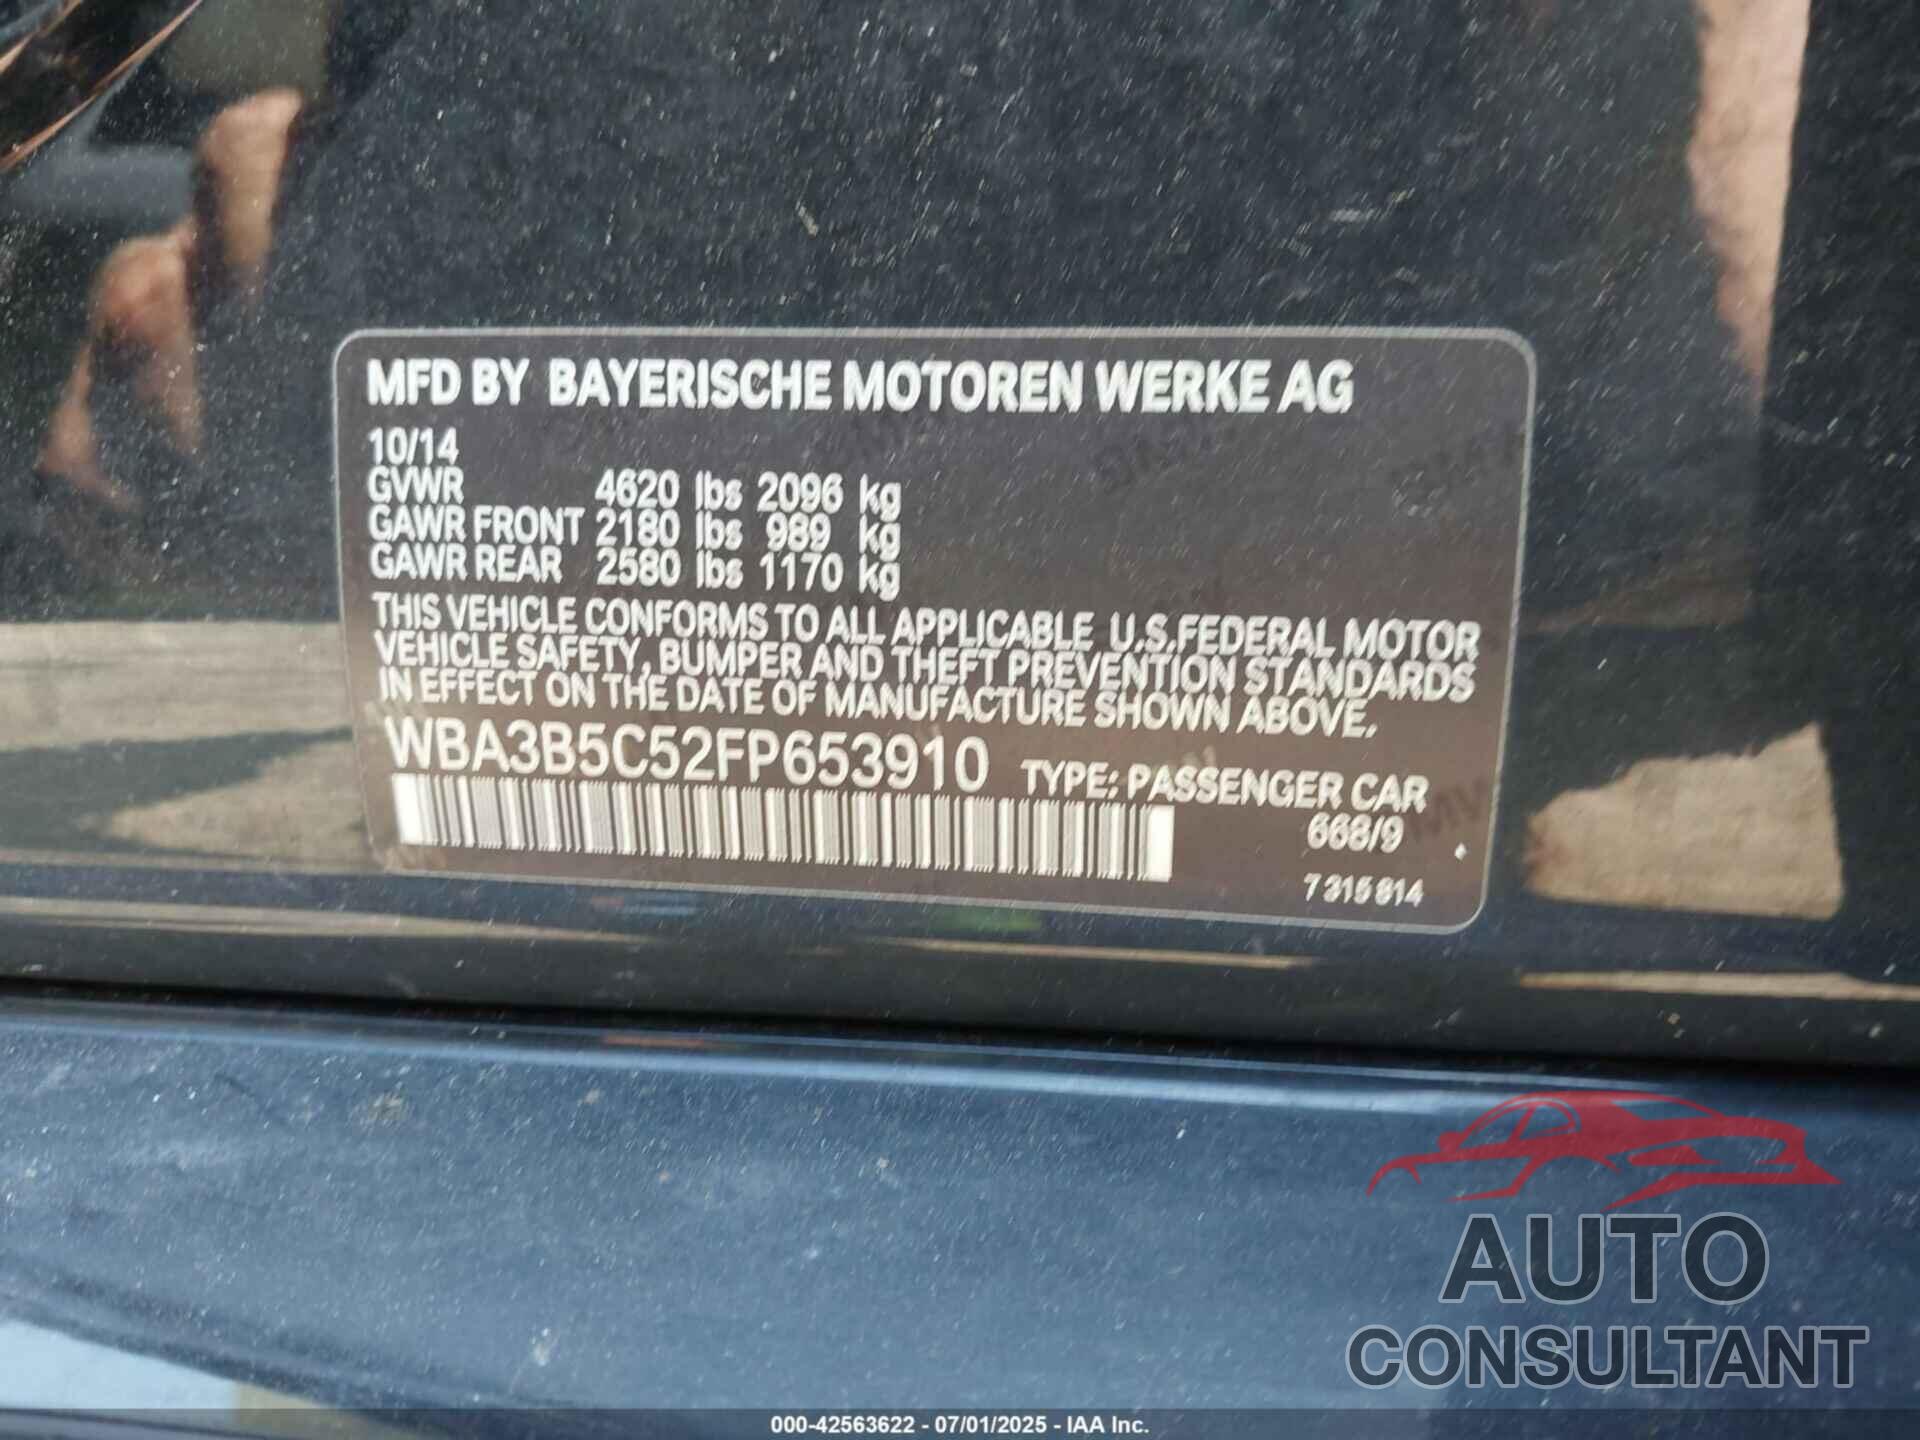 MFD BY BAYERISCHE MOTOREN WERKE AG
10/14
GVWR 4620 lbs 2096 kg
GAWR FRONT 2180 lbs 989 kg
GAWR REAR 2580 lbs 1170 kg
THIS VEHICLE CONFORMS TO ALL APPLICABLE U.S.FEDERAL MOTOR
VEHICLE SAFETY, BUMPER AND THEFT PREVENTION STANDARDS
IN EFFECT ON THE DATE OF MANUFACTURE SHOWN ABOVE.
WBA3B5C52FP653910 TYPE: PASSENGER CAR
668/9
7 315 814
AUTO
CONSULTANT
000-42563622 - 07/01/2025 - IAA Inc.